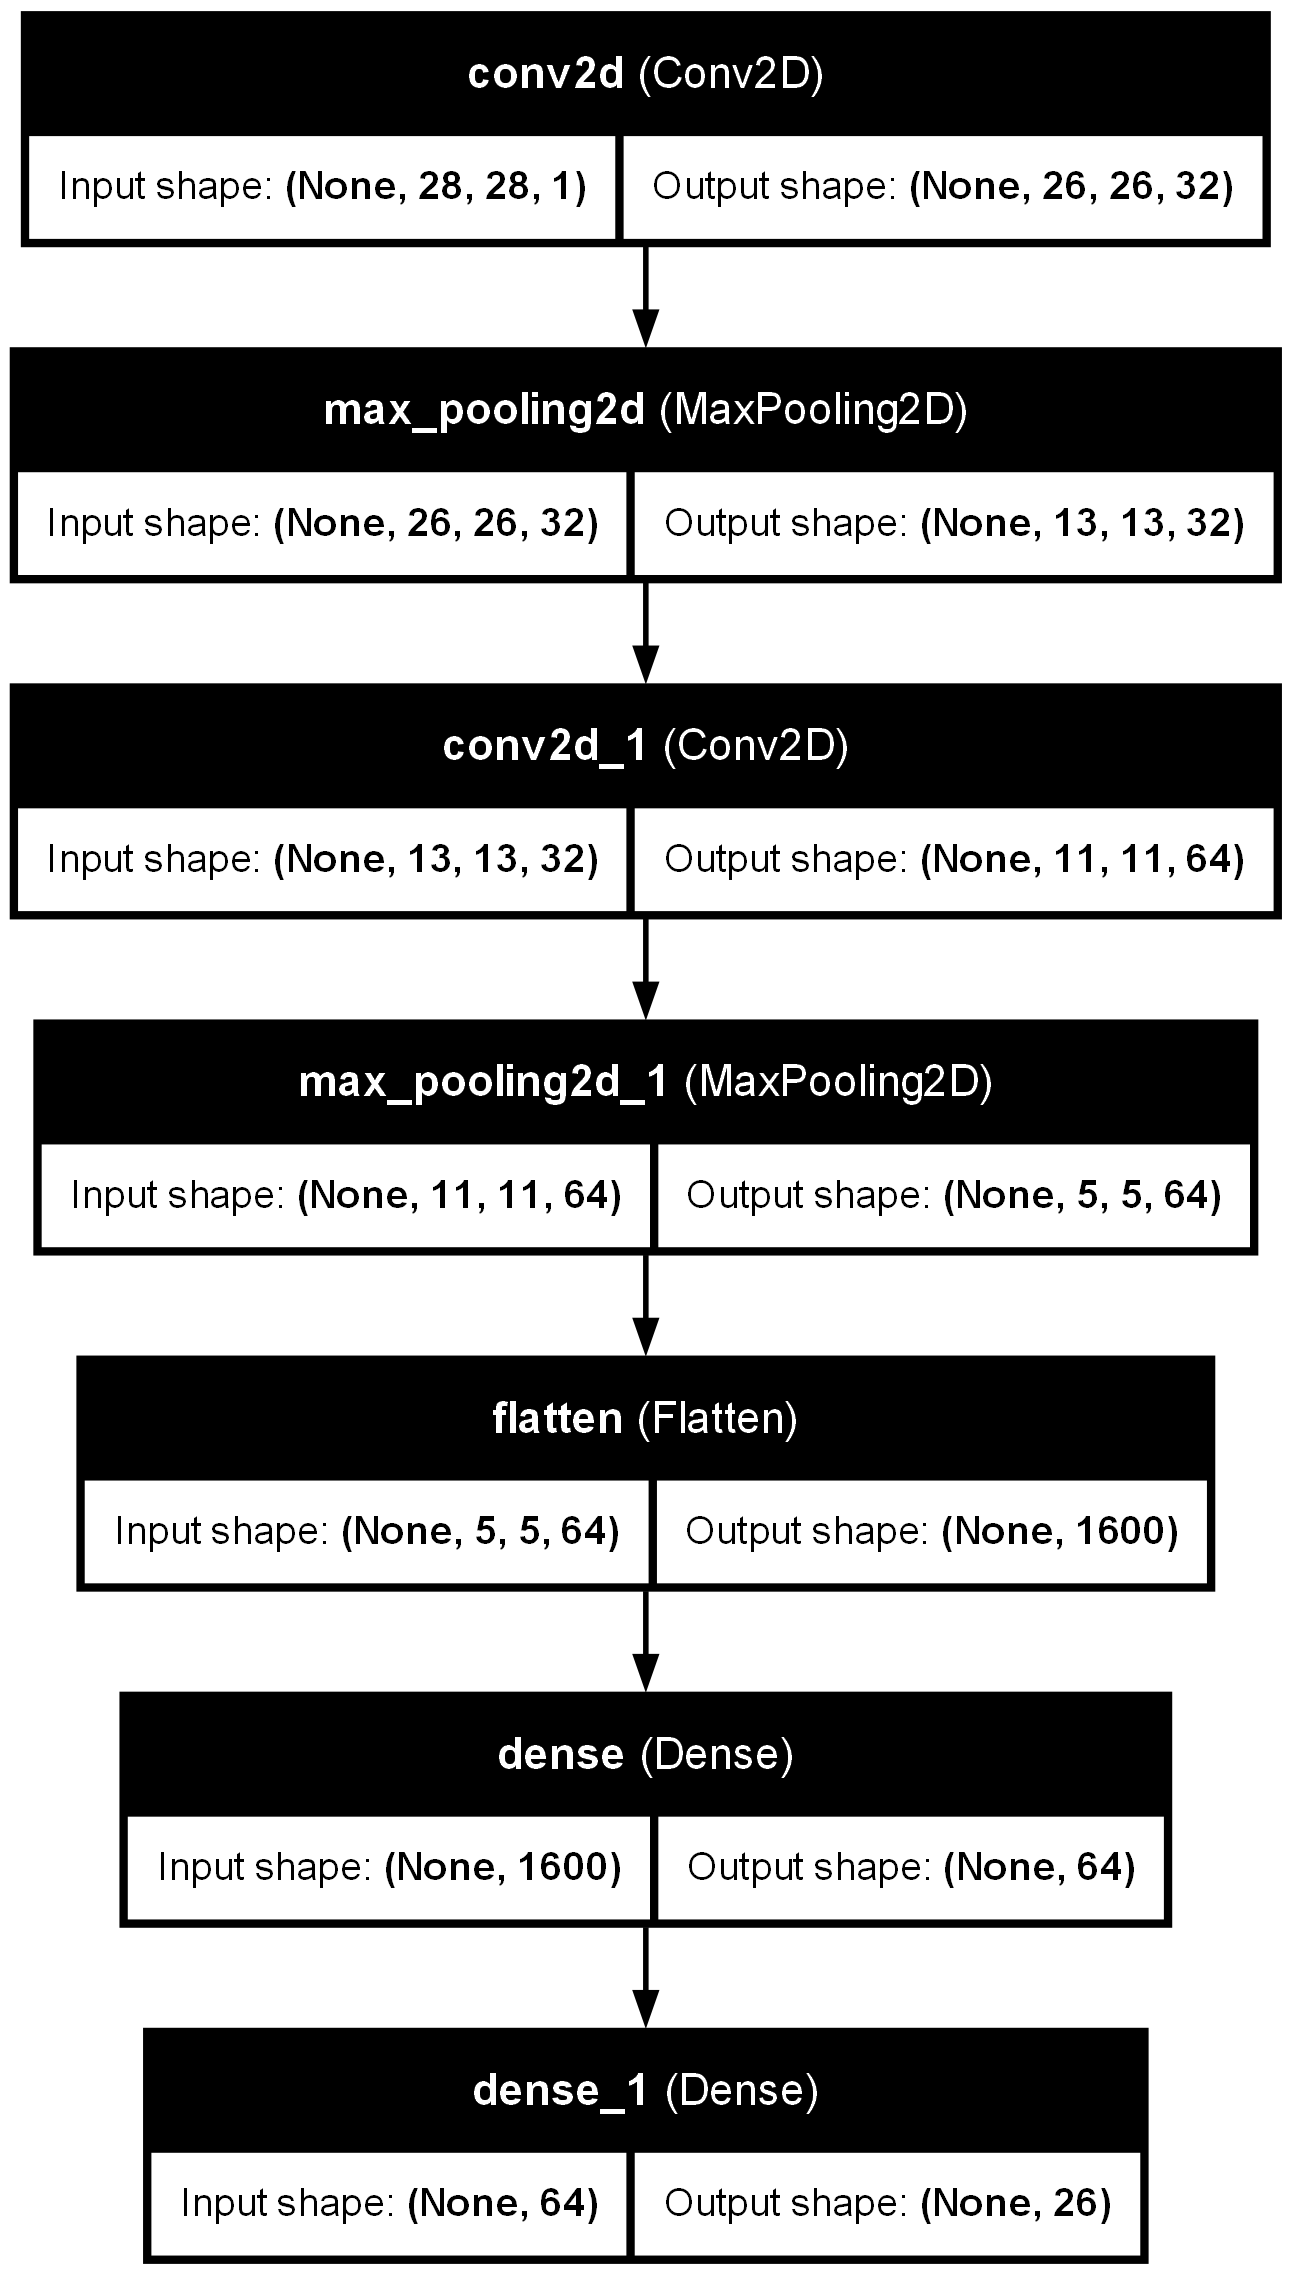 conv2d (Conv2D)
Input shape: (None, 28, 28, 1) Output shape: (None, 26, 26, 32)
max_pooling2d (MaxPooling2D)
Input shape: (None, 26, 26, 32) Output shape: (None, 13, 13, 32)
conv2d_1 (Conv2D)
Input shape: (None, 13, 13, 32) Output shape: (None, 11, 11, 64)
max_pooling2d_1 (MaxPooling2D)
Input shape: (None, 11, 11, 64) Output shape: (None, 5, 5, 64)
flatten (Flatten)
Input shape: (None, 5, 5, 64) Output shape: (None, 1600)
dense (Dense)
Input shape: (None, 1600) Output shape: (None, 64)
dense_1 (Dense)
Input shape: (None, 64) Output shape: (None, 26)